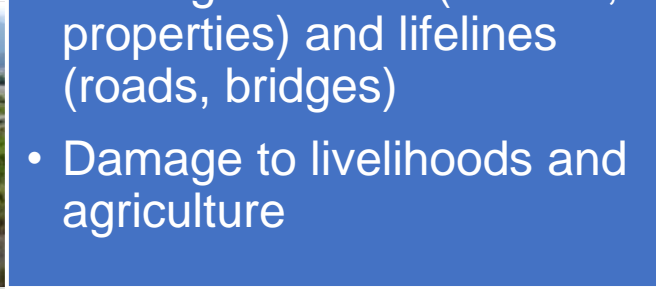 properties) and lifelines
(roads, bridges)
• Damage to livelihoods and
agriculture